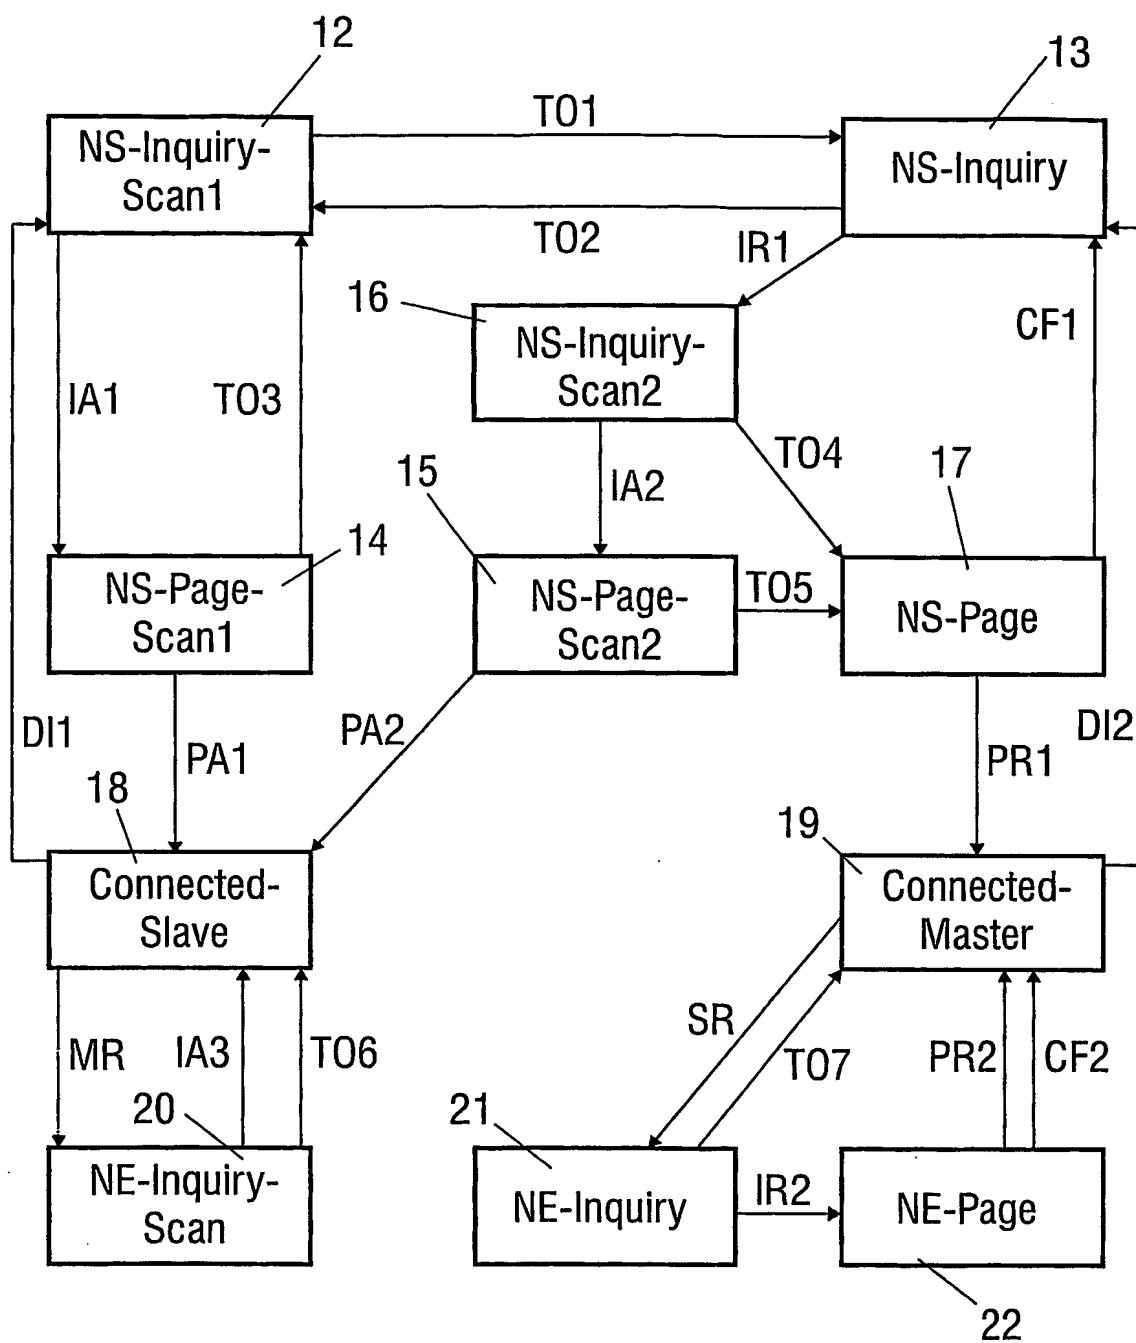 12
13
TO1
NS-Inquiry-
Scan1
NS-Inquiry
TO2
IR1
16
NS-Inquiry-
Scan2
CF1
IA1
TO3
TO4
17
15
IA2
14
NS-Page-
Scan1
NS-Page-
Scan2
TO5
NS-Page
DI1
PA1
PA2
PR1
DI2
18
19
Connected-
Slave
Connected-
Master
MR
IA3
TO6
SR
TO7
PR2
CF2
20
21
NE-Inquiry-
Scan
NE-Inquiry
IR2
NE-Page
22